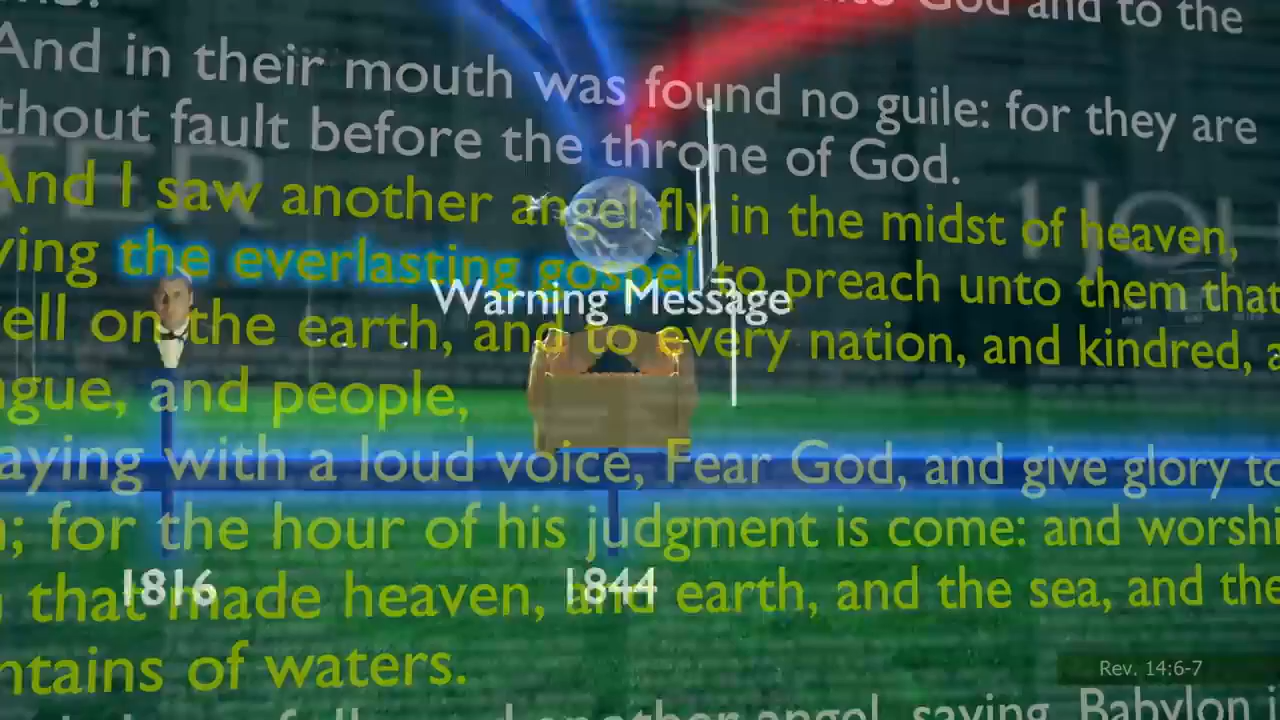 God and to the
And in their mouth was found no guile: for they are
thout fault before the throne of God.
And I saw another angel fly in the midst of heaven,
ving the everlasting gospel to preach unto them that
Warning Message
ell on the earth, and to every nation, and kindred, a
gue, and people,
aying with a loud voice, Fear God, and give glory to
; for the hour of his judgment is come: and worshi
that made heaven, and earth, and the sea, and the
1816 1844
ntains of waters.
Rev. 14:6-7
another angel, saying, Babylon i